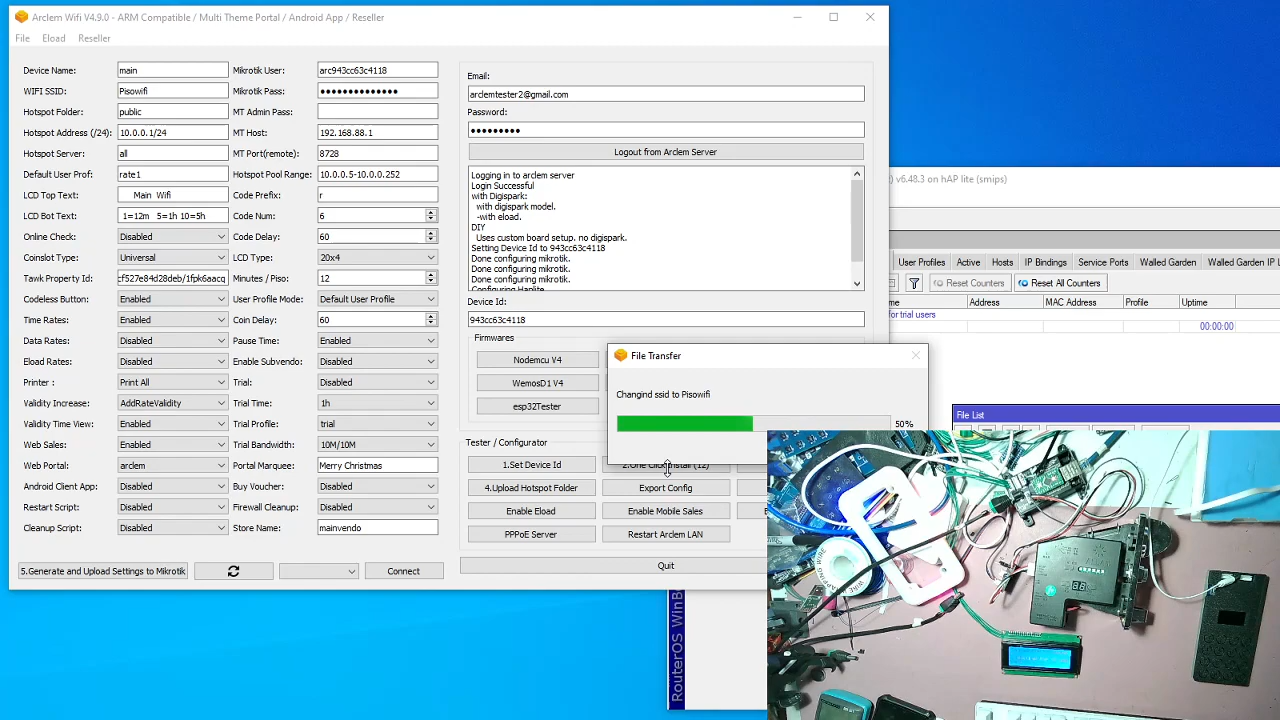 Arclem Wifi V4.9.0 - ARM Compatible / Multi Theme Portal / Android App / Reseller
File Eload Reseller
Device Name: main Mikrotik User: arc943cc63c4118
WIFI SSID: Pisowifi Mikrotik Pass: ••••••••••••••
Hotspot Folder: public MT Admin Pass:
Hotspot Address (/24): 10.0.0.1/24 MT Host: 192.168.88.1
Hotspot Server: all MT Port(remote): 8728
Default User Prof: rate1 Hotspot Pool Range: 10.0.0.5-10.0.0.252
LCD Top Text: Main Wifi Code Prefix: r
LCD Bot Text: 1=12m 5=1h 10=5h Code Num: 6
Online Check: Disabled Code Delay: 60
Coinslot Type: Universal LCD Type: 20x4
Tawk Property Id: cf527e84d28deb/1fpk6aacq Minutes / Piso: 12
Codeless Button: Enabled User Profile Mode: Default User Profile
Time Rates: Enabled Coin Delay: 60
Data Rates: Disabled Pause Time: Enabled
Eload Rates: Disabled Enable Subvendo: Disabled
Printer : Print All Trial: Disabled
Validity Increase: AddRateValidity Trial Time: 1h
Validity Time View: Enabled Trial Profile: trial
Web Sales: Enabled Trial Bandwidth: 10M/10M
Web Portal: arclem Portal Marquee: Merry Christmas
Android Client App: Disabled Buy Voucher: Disabled
Restart Script: Disabled Firewall Cleanup: Disabled
Cleanup Script: Disabled Store Name: mainvendo
5.Generate and Upload Settings to Mikrotik Connect
Email:
arclemtester2@gmail.com
Password:
•••••••••
Logout from Arclem Server
Logging in to arclem server
Login Successful
with Digispark:
with digispark model.
-with eload.
DIY
Uses custom board setup. no digispark.
Setting Device Id to 943cc63c4118
Done configuring mikrotik.
Done configuring mikrotik.
Done configuring mikrotik.
Configuring Haplite
Device Id:
943cc63c4118
Firmwares
Nodemcu V4
WemosD1 V4
esp32Tester
Tester / Configurator
1.Set Device Id 2.One Click Install (12)
4.Upload Hotspot Folder Export Config
Enable Eload Enable Mobile Sales
PPPoE Server Restart Arclem LAN
Quit
File Transfer
Changind ssid to Pisowifi
50%
) v6.48.3 on hAP lite (smips)
User Profiles Active Hosts IP Bindings Service Ports Walled Garden Walled Garden IP L
Reset Counters Reset All Counters
me Address MAC Address Profile Uptime
for trial users
00:00:00
File List
RouterOS WinBo